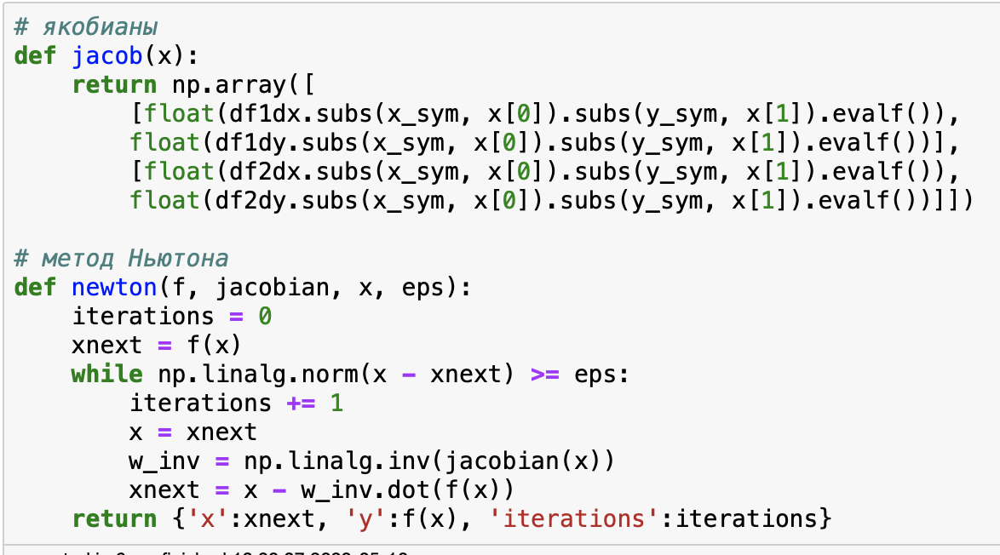 # якобианы
def jacob(x):
    return np.array([
        [float(df1dx.subs(x_sym, x[0]).subs(y_sym, x[1]).evalf()),
        float(df1dy.subs(x_sym, x[0]).subs(y_sym, x[1]).evalf())],
        [float(df2dx.subs(x_sym, x[0]).subs(y_sym, x[1]).evalf()),
        float(df2dy.subs(x_sym, x[0]).subs(y_sym, x[1]).evalf())]])

# метод Ньютона
def newton(f, jacobian, x, eps):
    iterations = 0
    xnext = f(x)
    while np.linalg.norm(x - xnext) >= eps:
        iterations += 1
        x = xnext
        w_inv = np.linalg.inv(jacobian(x))
        xnext = x - w_inv.dot(f(x))
    return {'x':xnext, 'y':f(x), 'iterations':iterations}